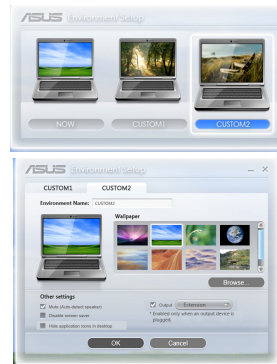 ASUS Environment Setup
NOW
CUSTOM1
CUSTOM2
ASUS Environment Setup
CUSTOM1 CUSTOM2
Environment Name: CUSTOM2
Wallpaper
Browse...
Other settings
Mute (Auto-detect speaker)
Disable screen saver
Hide application icons in desktop
Output Extension
* Enabled only when an output device is
plugged.
OK Cancel